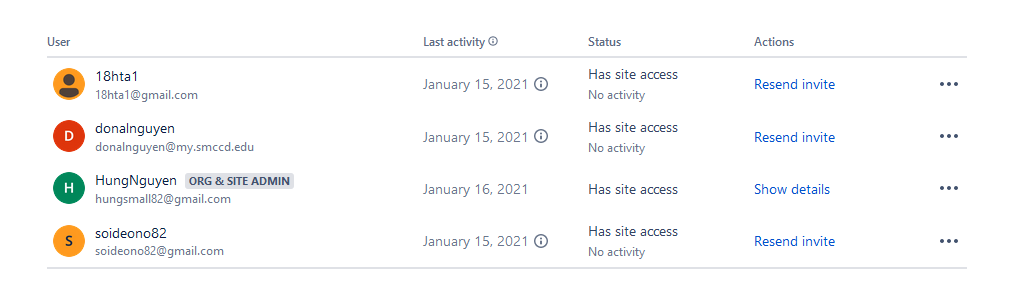 User Last activity Status Actions
18hta1 January 15, 2021 Has site access Resend invite
18hta1@gmail.com No activity
D donalnguyen January 15, 2021 Has site access Resend invite
donalnguyen@my.smccd.edu No activity
H HungNguyen ORG & SITE ADMIN January 16, 2021 Has site access Show details
hungsmall82@gmail.com
S soideono82 January 15, 2021 Has site access Resend invite
soideono82@gmail.com No activity